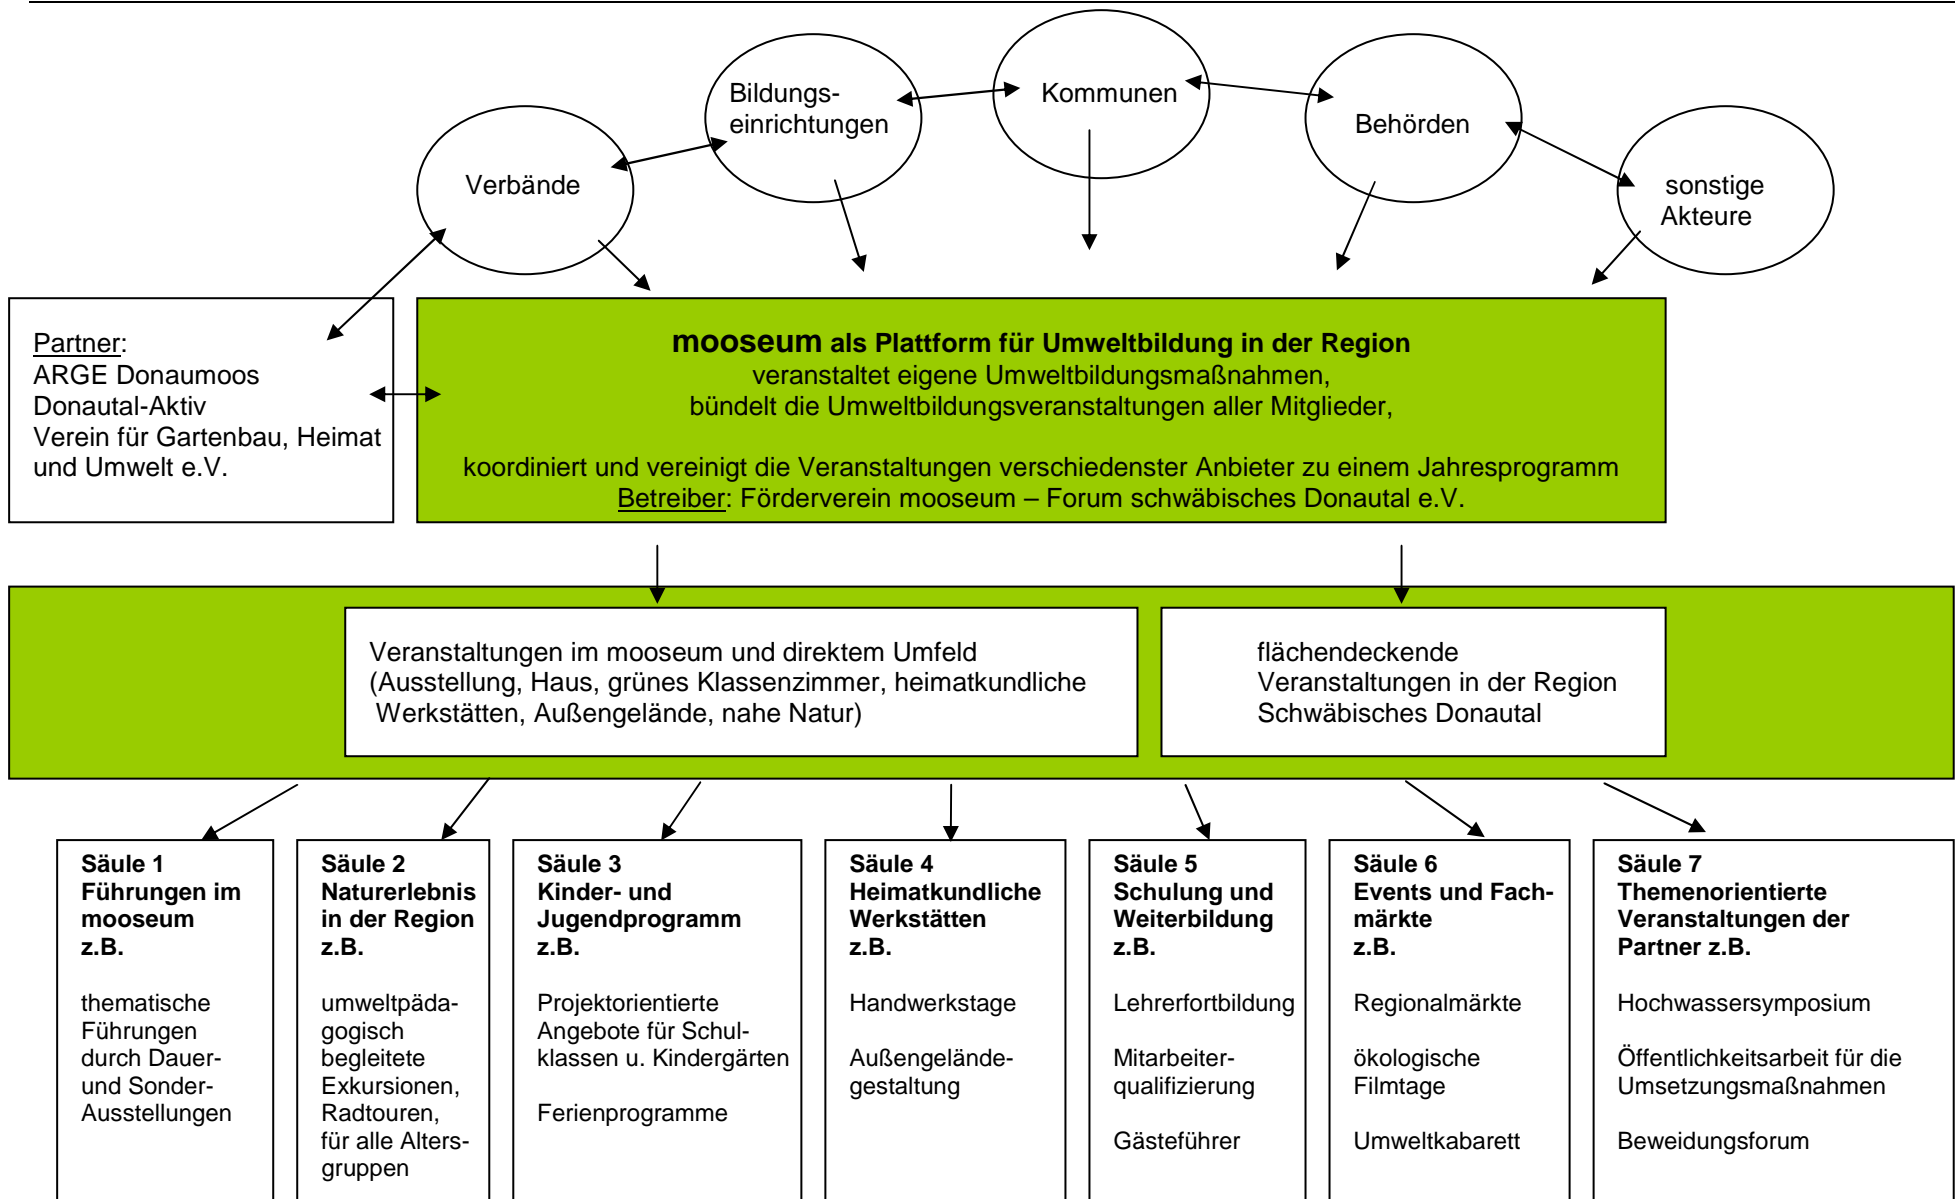 Verbände
Bildungs-
einrichtungen
Kommunen
Behörden
sonstige
Akteure
Partner:
ARGE Donaumoos
Donautal-Aktiv
Verein für Gartenbau, Heimat
und Umwelt e.V.
mooseum als Plattform für Umweltbildung in der Region
veranstaltet eigene Umweltbildungsmaßnahmen,
bündelt die Umweltbildungsveranstaltungen aller Mitglieder,
koordiniert und vereinigt die Veranstaltungen verschiedenster Anbieter zu einem Jahresprogramm
Betreiber: Förderverein mooseum – Forum schwäbisches Donautal e.V.
Veranstaltungen im mooseum und direktem Umfeld
(Ausstellung, Haus, grünes Klassenzimmer, heimatkundliche
Werkstätten, Außengelände, nahe Natur)
flächendeckende
Veranstaltungen in der Region
Schwäbisches Donautal
Säule 1
Führungen im
mooseum
z.B.
thematische
Führungen
durch Dauer-
und Sonder-
Ausstellungen
Säule 2
Naturerlebnis
in der Region
z.B.
umweltpäda-
gogisch
begleitete
Exkursionen,
Radtouren,
für alle Alters-
gruppen
Säule 3
Kinder- und
Jugendprogramm
z.B.
Projektorientierte
Angebote für Schul-
klassen u. Kindergärten
Ferienprogramme
Säule 4
Heimatkundliche
Werkstätten
z.B.
Handwerkstage
Außengelände-
gestaltung
Säule 5
Schulung und
Weiterbildung
z.B.
Lehrerfortbildung
Mitarbeiter-
qualifizierung
Gästeführer
Säule 6
Events und Fach-
märkte
z.B.
Regionalmärkte
ökologische
Filmtage
Umweltkabarett
Säule 7
Themenorientierte
Veranstaltungen der
Partner z.B.
Hochwassersymposium
Öffentlichkeitsarbeit für die
Umsetzungsmaßnahmen
Beweidungsforum